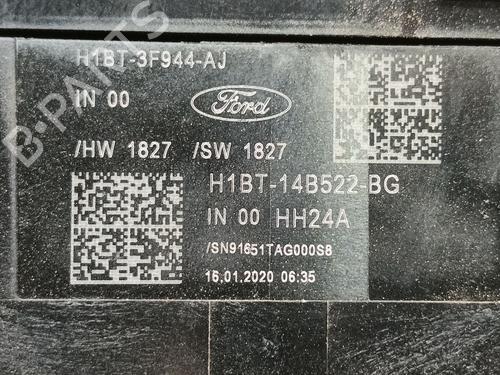 H1BT-3F944-AJ
IN 00
Ford
/HW 1827 /SW 1827
H1BT-14B522-BG
IN 00 HH24A
/SN91651TAG000S8
16.01.2020 06:35
B-PARTS